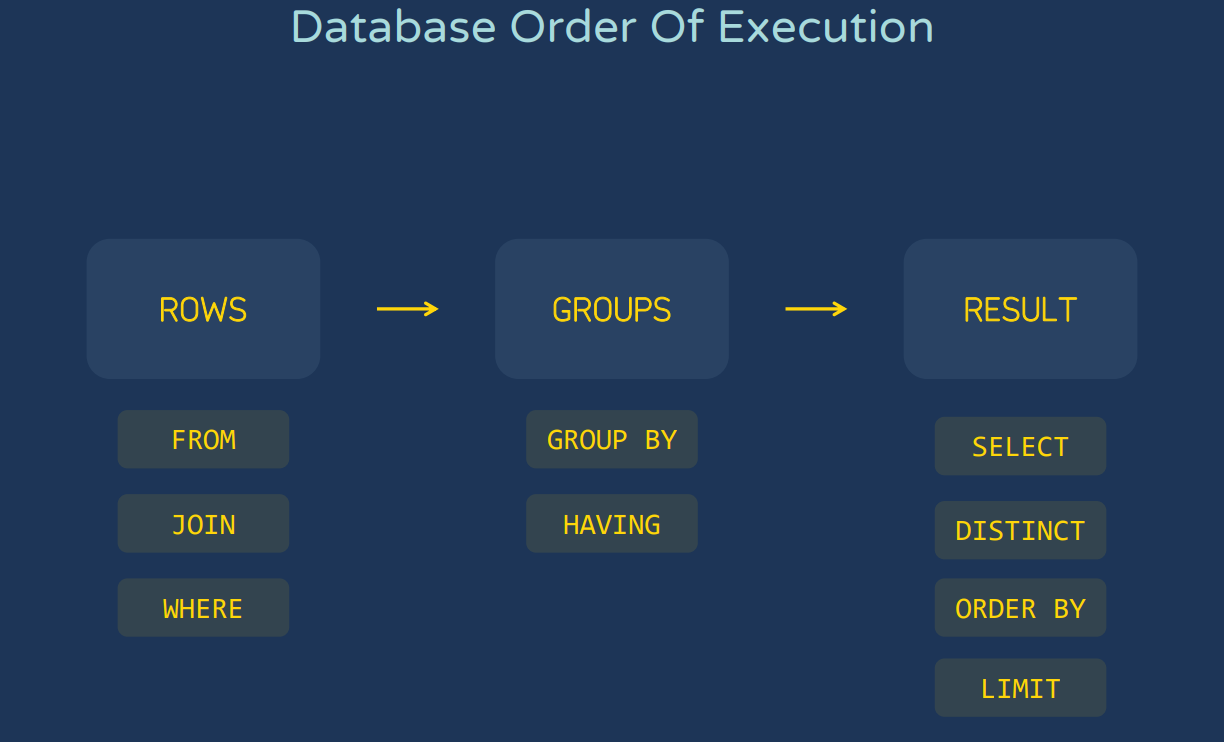 Database Order Of Execution
ROWS
GROUPS
RESULT
FROM
JOIN
WHERE
GROUP BY
HAVING
SELECT
DISTINCT
ORDER BY
LIMIT